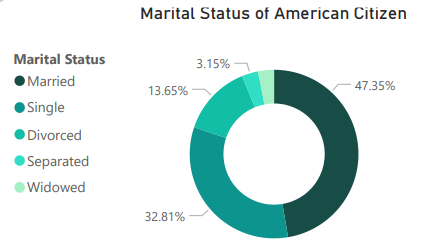 Marital Status of American Citizen
Marital Status
Married
Single
Divorced
Separated
Widowed
3.15%
13.65%
47.35%
32.81%